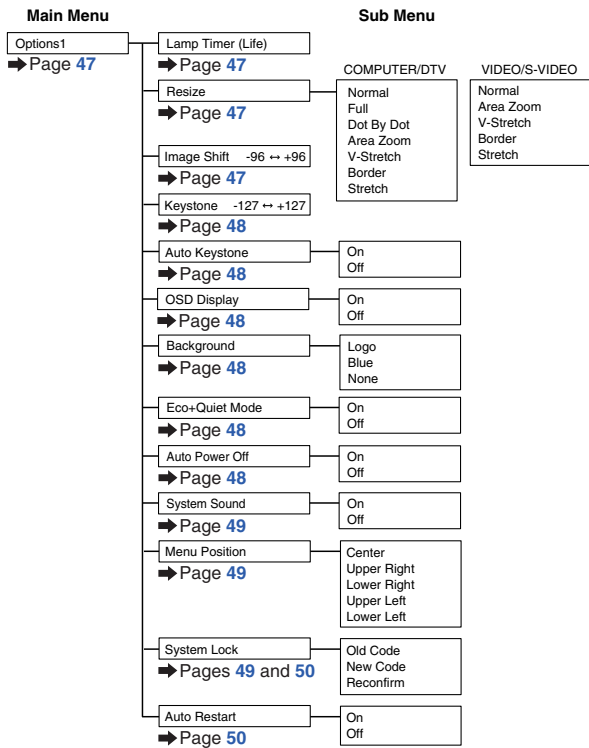 Main Menu
Sub Menu
Options1
➡Page 47
Lamp Timer (Life)
➡Page 47
Resize
➡Page 47
COMPUTER/DTV
Normal
Full
Dot By Dot
Area Zoom
V-Stretch
Border
Stretch
VIDEO/S-VIDEO
Normal
Area Zoom
V-Stretch
Border
Stretch
Image Shift -96 ↔ +96
➡Page 47
Keystone -127 ↔ +127
➡Page 48
Auto Keystone
➡Page 48
On
Off
OSD Display
➡Page 48
On
Off
Background
➡Page 48
Logo
Blue
None
Eco+Quiet Mode
➡Page 48
On
Off
Auto Power Off
➡Page 48
On
Off
System Sound
➡Page 49
On
Off
Menu Position
➡Page 49
Center
Upper Right
Lower Right
Upper Left
Lower Left
System Lock
➡Pages 49 and 50
Old Code
New Code
Reconfirm
Auto Restart
➡Page 50
On
Off